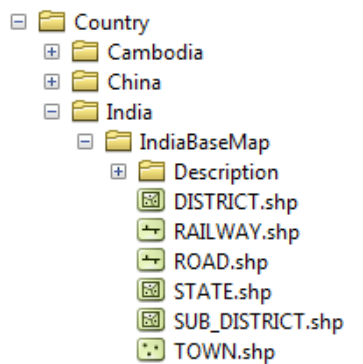 Country
Cambodia
China
India
IndiaBaseMap
Description
DISTRICT.shp
RAILWAY.shp
ROAD.shp
STATE.shp
SUB_DISTRICT.shp
TOWN.shp